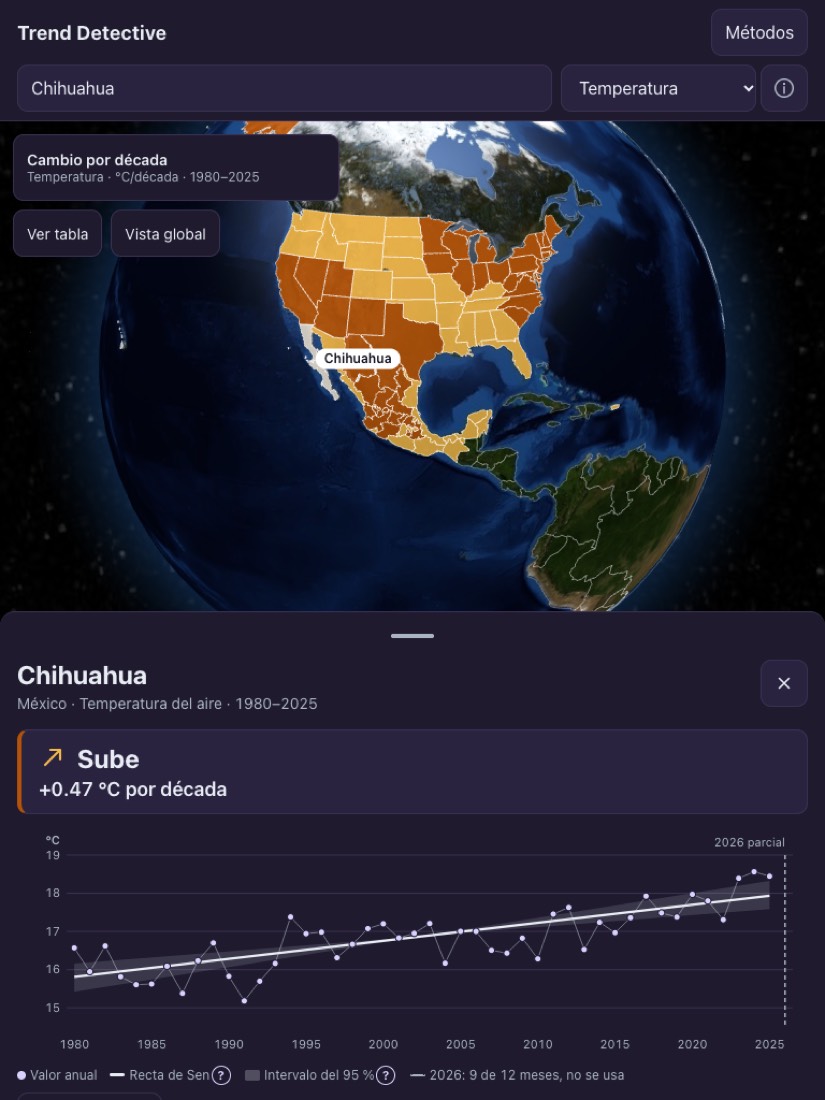 Trend Detective
Métodos
Chihuahua
Temperatura
Cambio por década
Temperatura · °C/década · 1980–2025
Ver tabla
Vista global
Chihuahua
Chihuahua
México · Temperatura del aire · 1980–2025
Sube
+0.47 °C por década
°C
2026 parcial
19
18
17
16
15
1980 1985 1990 1995 2000 2005 2010 2015 2020 2025
Valor anual Recta de Sen ? Intervalo del 95 % ? 2026: 9 de 12 meses, no se usa